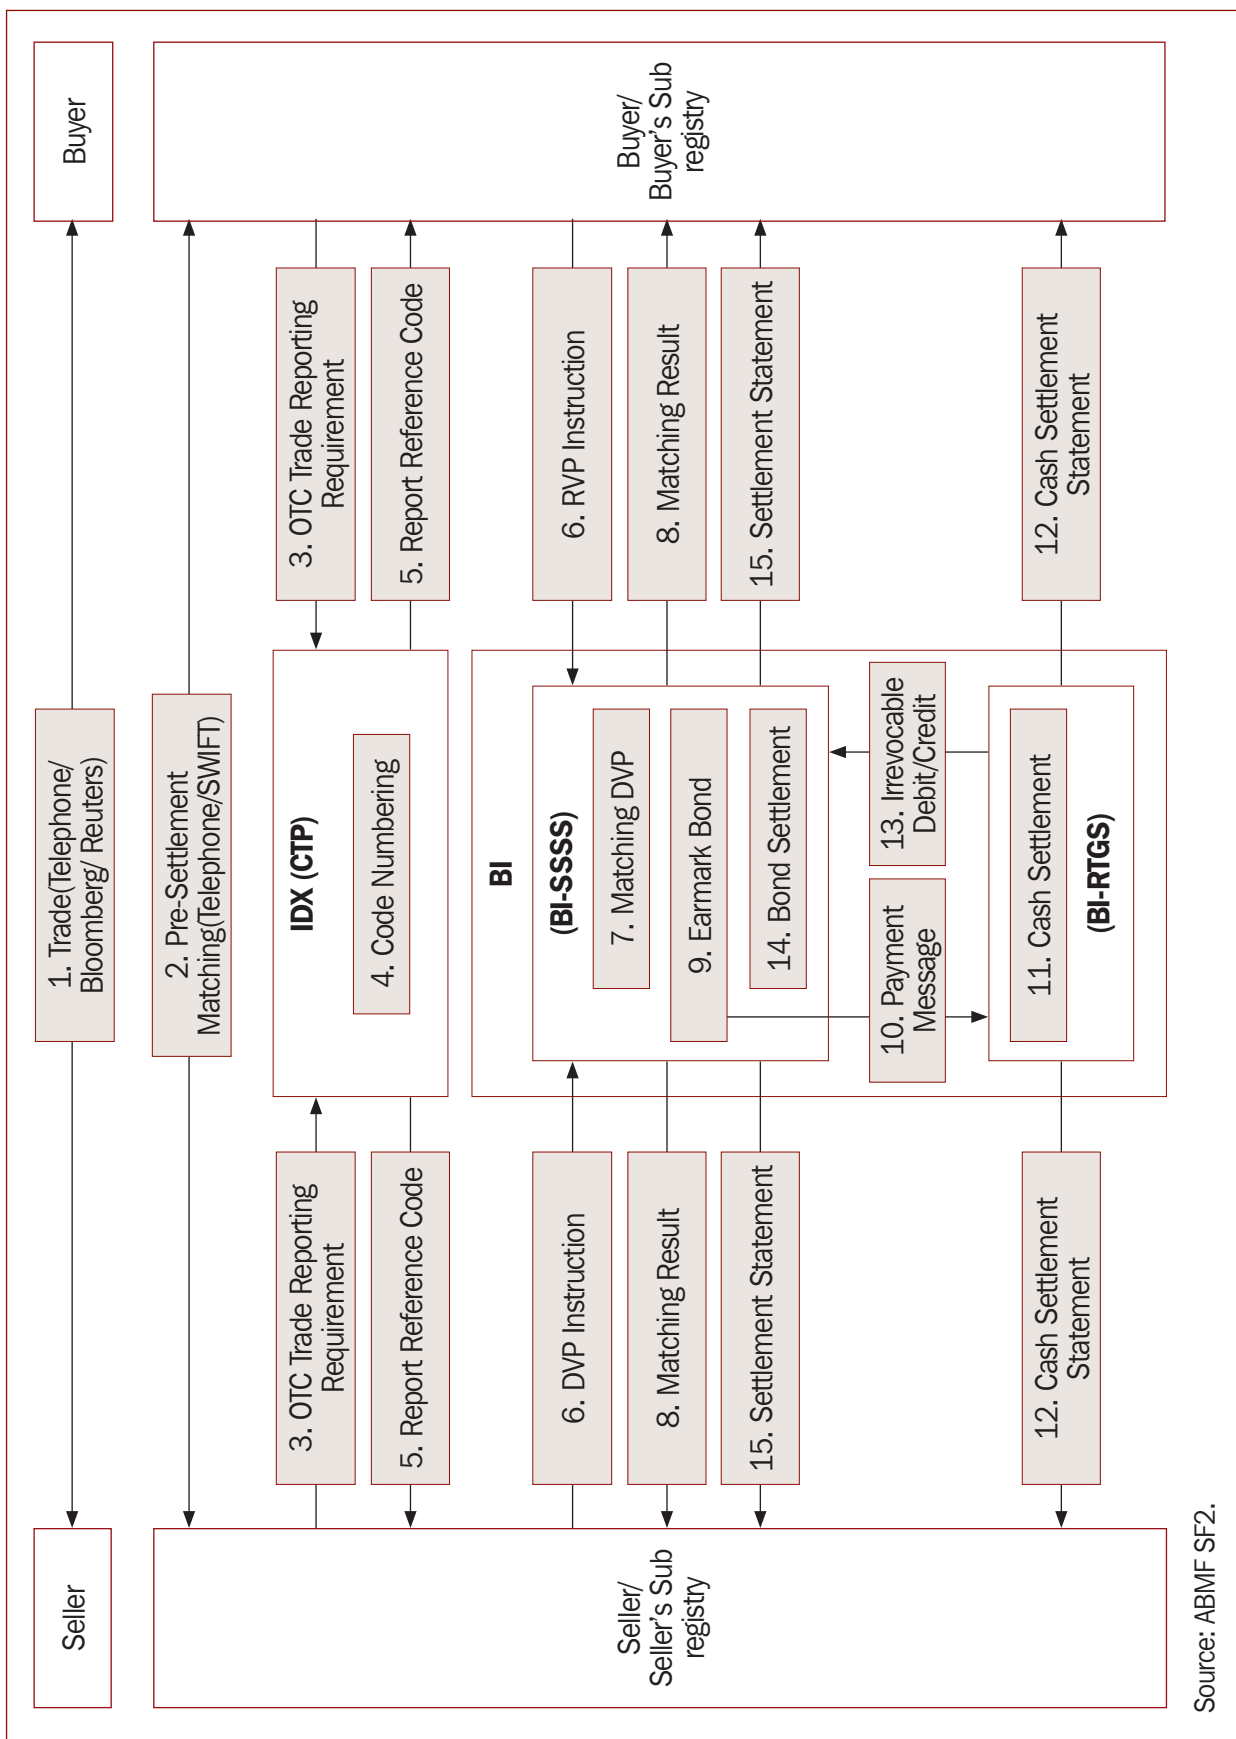 Seller
1. Trade(Telephone/
Bloomberg/ Reuters)
Buyer
Seller/
Seller's Sub
registry
2. Pre-Settlement
Matching(Telephone/SWIFT)
Buyer/
Buyer's Sub
registry
3. OTC Trade Reporting
Requirement
IDX (CTP)
3. OTC Trade Reporting
Requirement
5. Report Reference Code
4. Code Numbering
5. Report Reference Code
BI
(BI-SSSS)
6. DVP Instruction
7. Matching DVP
6. RVP Instruction
8. Matching Result
9. Earmark Bond
8. Matching Result
15. Settlement Statement
14. Bond Settlement
15. Settlement Statement
10. Payment
Message
13. Irrevocable
Debit/Credit
12. Cash Settlement
Statement
11. Cash Settlement
(BI-RTGS)
12. Cash Settlement
Statement
Source: ABMF SF2.